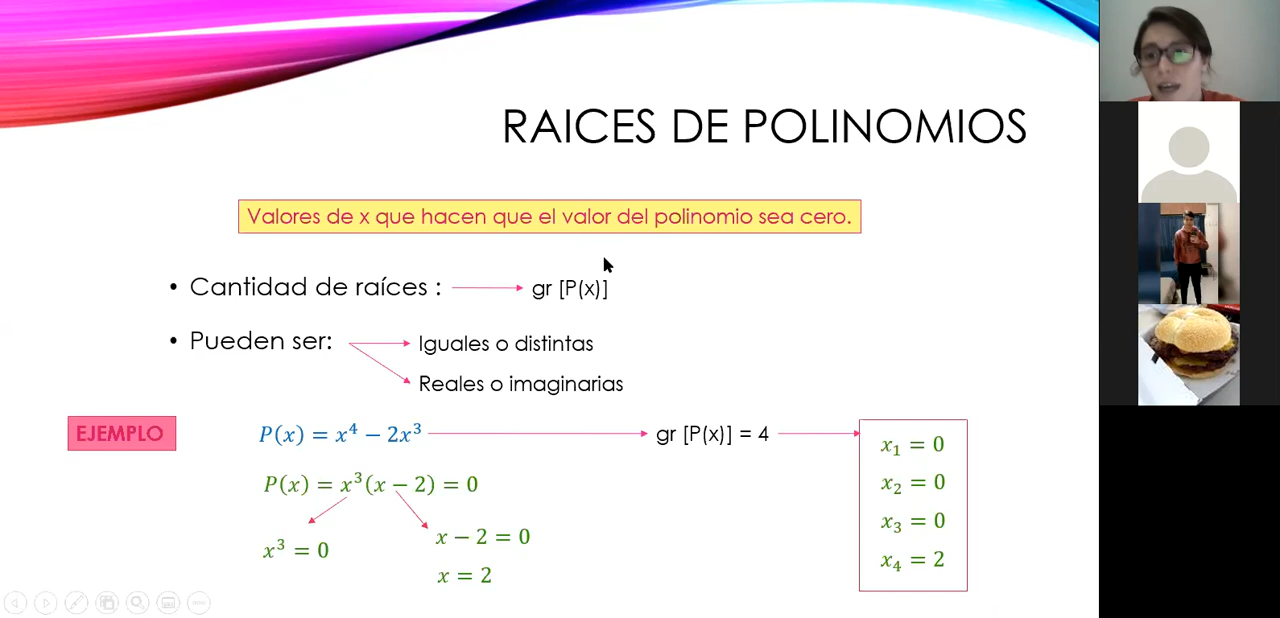 RAICES DE POLINOMIOS
Valores de x que hacen que el valor del polinomio sea cero.
• Cantidad de raíces : gr [P(x)]
• Pueden ser: Iguales o distintas
Reales o imaginarias
EJEMPLO
P(x) = x⁴ − 2x³ gr [P(x)] = 4
P(x) = x³(x − 2) = 0
x³ = 0
x − 2 = 0
x = 2
x₁ = 0
x₂ = 0
x₃ = 0
x₄ = 2